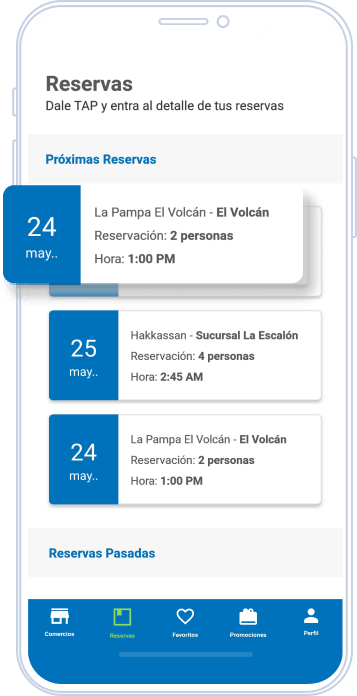 Reservas
Dale TAP y entra al detalle de tus reservas
Próximas Reservas
24
may..
La Pampa El Volcán - El Volcán
Reservación: 2 personas
Hora: 1:00 PM
25
may..
Hakkassan - Sucursal La Escalón
Reservación: 4 personas
Hora: 2:45 AM
24
may..
La Pampa El Volcán - El Volcán
Reservación: 2 personas
Hora: 1:00 PM
Reservas Pasadas
Comercios
Reservas
Favoritos
Promociones
Perfil